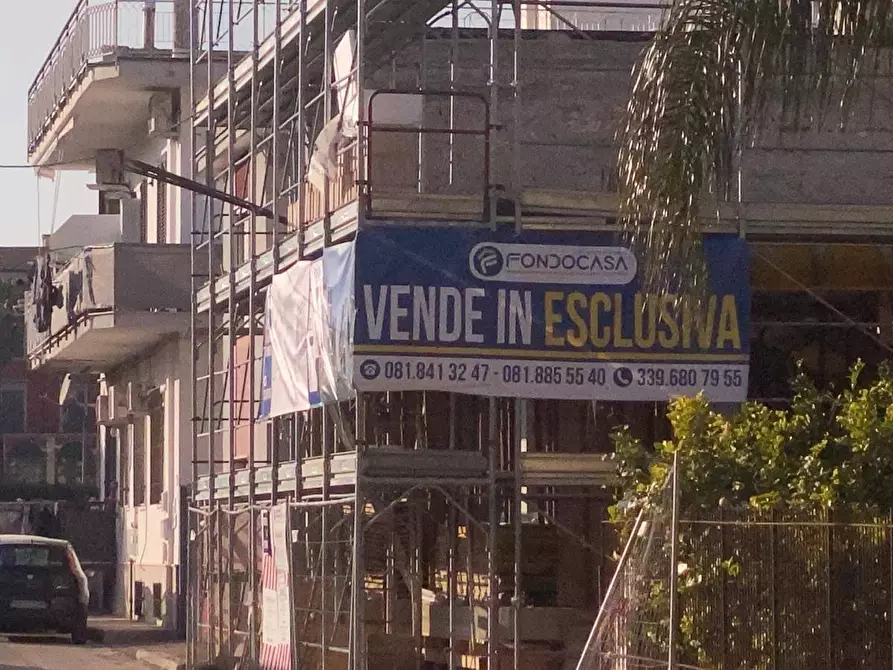 FONDOCASA
VENDE IN ESCLUSIVA
081.841 32 47 - 081.885 55 40 339.680 79 55